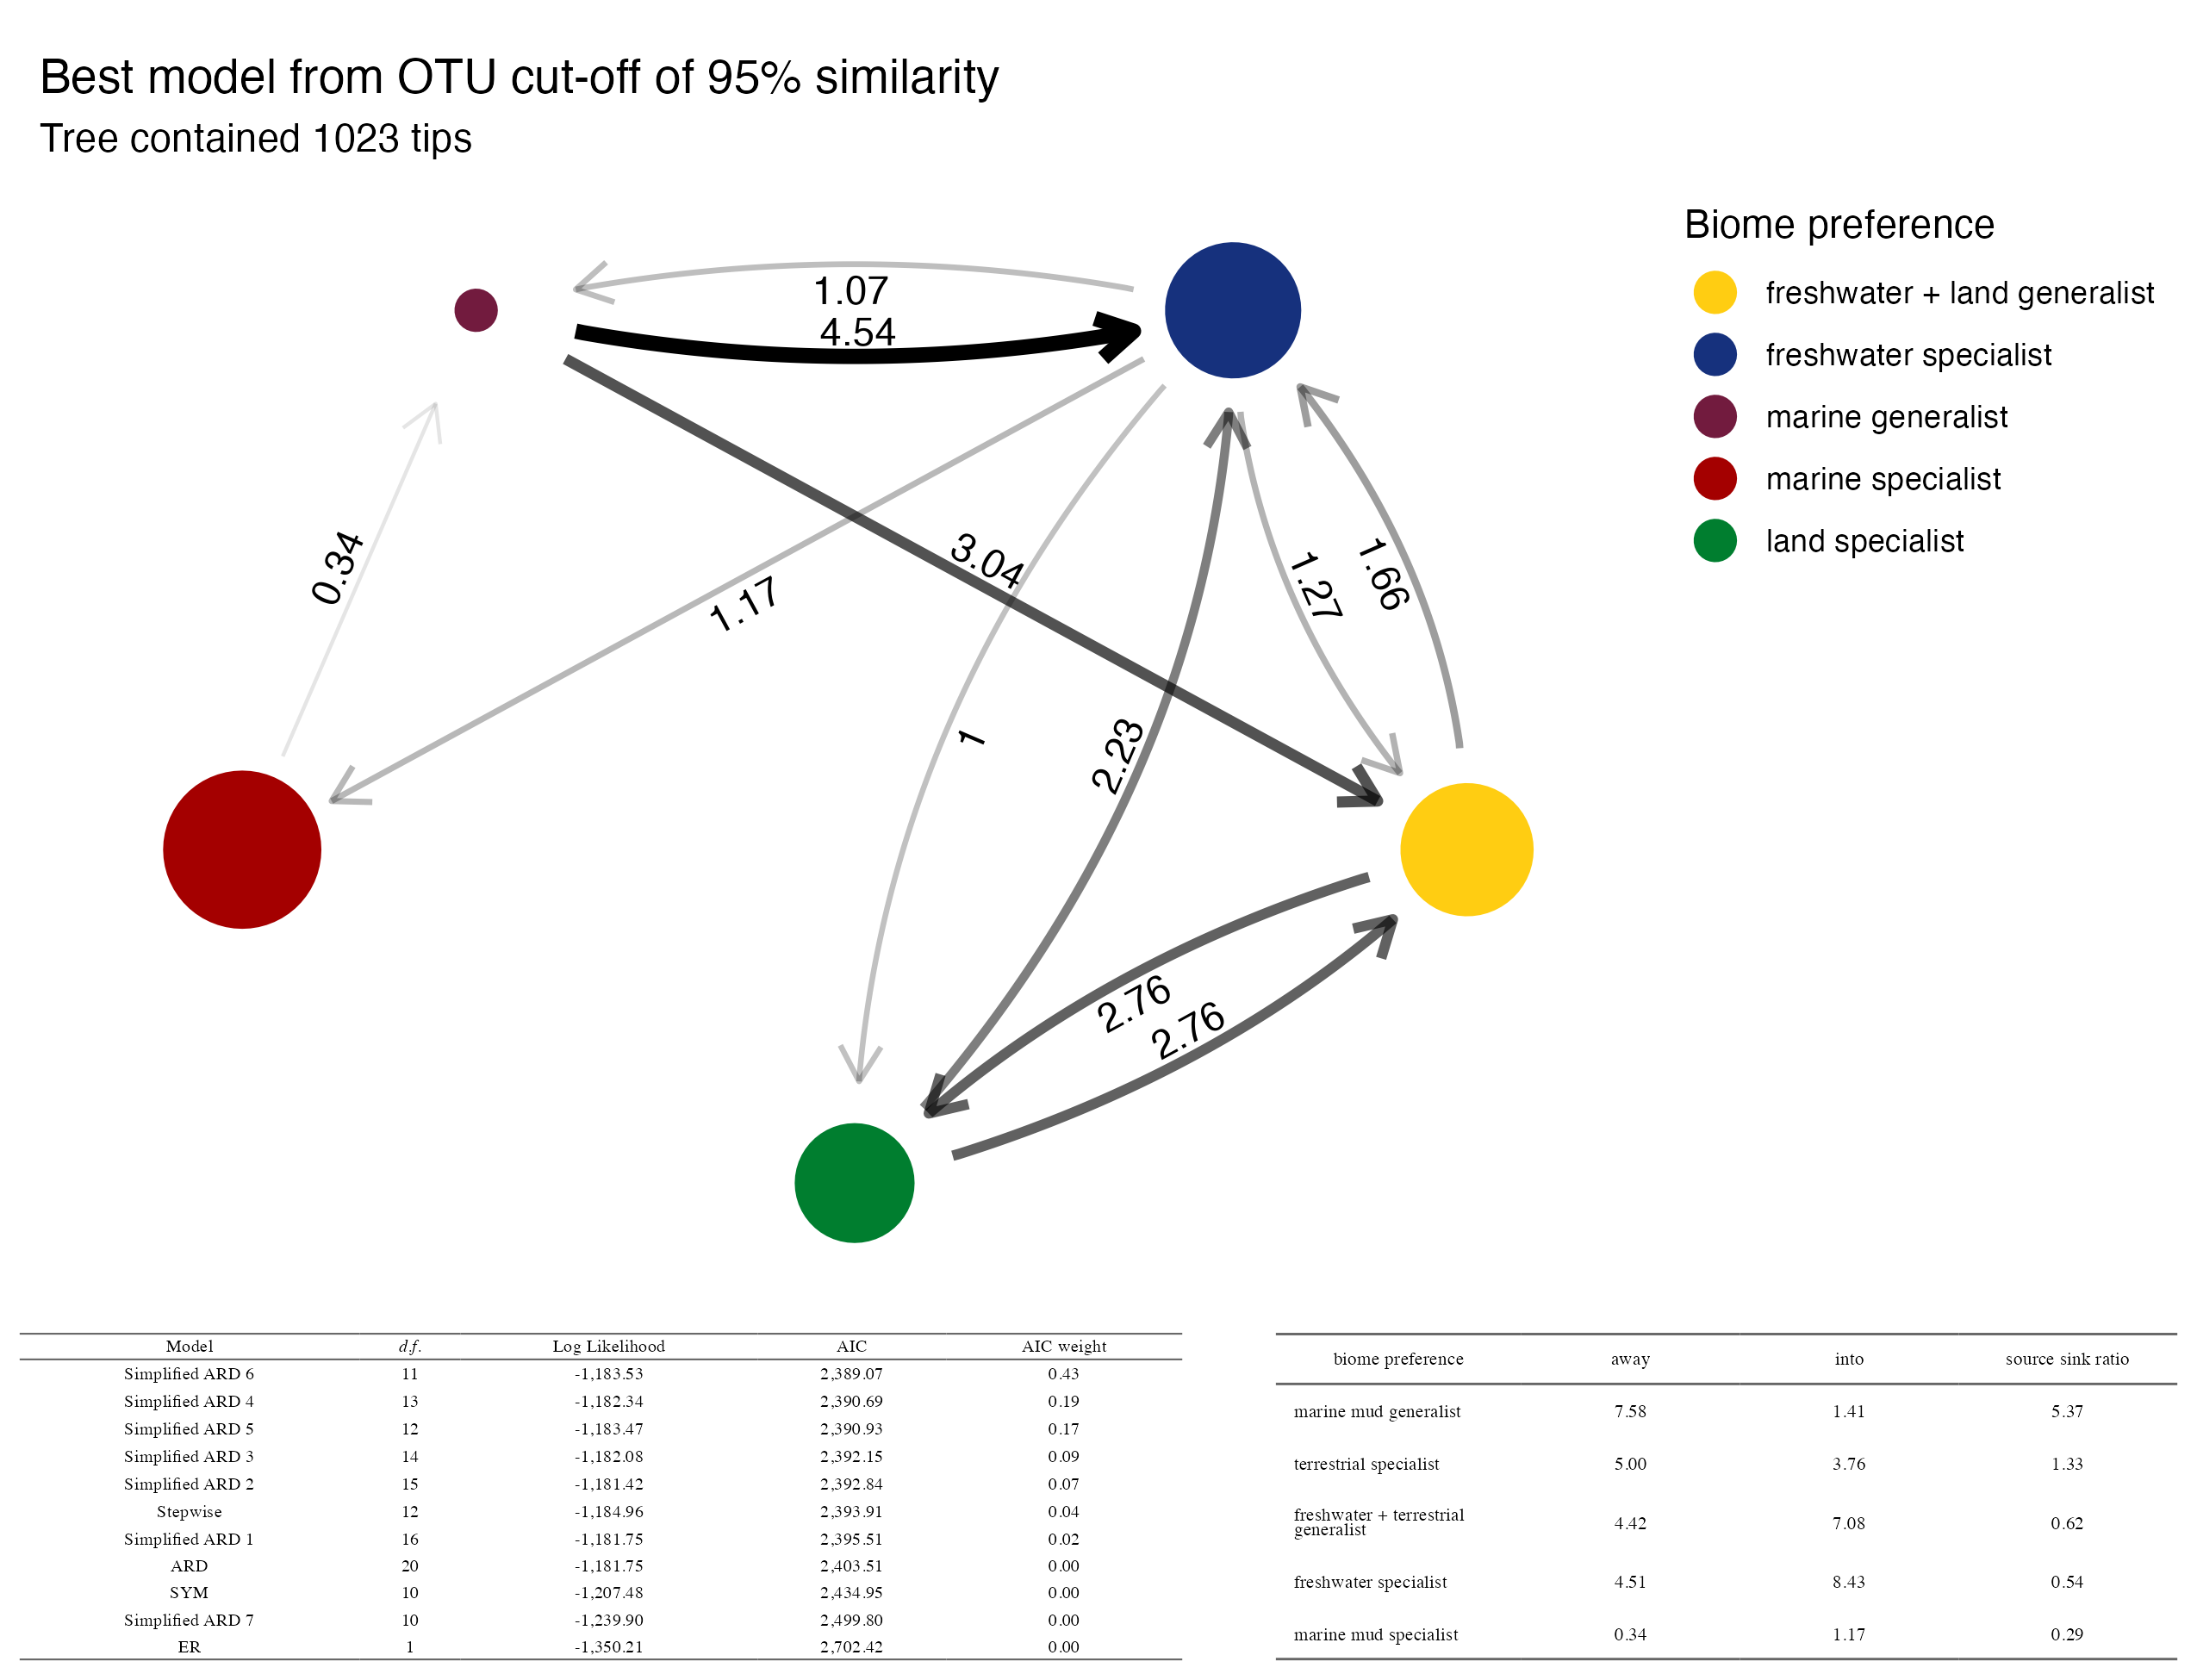 Best model from OTU cut-off of 95% similarity
Tree contained 1023 tips
Biome preference
freshwater + land generalist
freshwater specialist
marine generalist
marine specialist
land specialist
1.07
4.54
0.34
1.17
3.04
1.27
1.66
1
2.23
2.76
2.76
Model d.f. Log Likelihood AIC AIC weight
Simplified ARD 6 11 -1,183.53 2,389.07 0.43
Simplified ARD 4 13 -1,182.34 2,390.69 0.19
Simplified ARD 5 12 -1,183.47 2,390.93 0.17
Simplified ARD 3 14 -1,182.08 2,392.15 0.09
Simplified ARD 2 15 -1,181.42 2,392.84 0.07
Stepwise 12 -1,184.96 2,393.91 0.04
Simplified ARD 1 16 -1,181.75 2,395.51 0.02
ARD 20 -1,181.75 2,403.51 0.00
SYM 10 -1,207.48 2,434.95 0.00
Simplified ARD 7 10 -1,239.90 2,499.80 0.00
ER 1 -1,350.21 2,702.42 0.00
biome preference away into source sink ratio
marine mud generalist 7.58 1.41 5.37
terrestrial specialist 5.00 3.76 1.33
freshwater + terrestrial
generalist 4.42 7.08 0.62
freshwater specialist 4.51 8.43 0.54
marine mud specialist 0.34 1.17 0.29